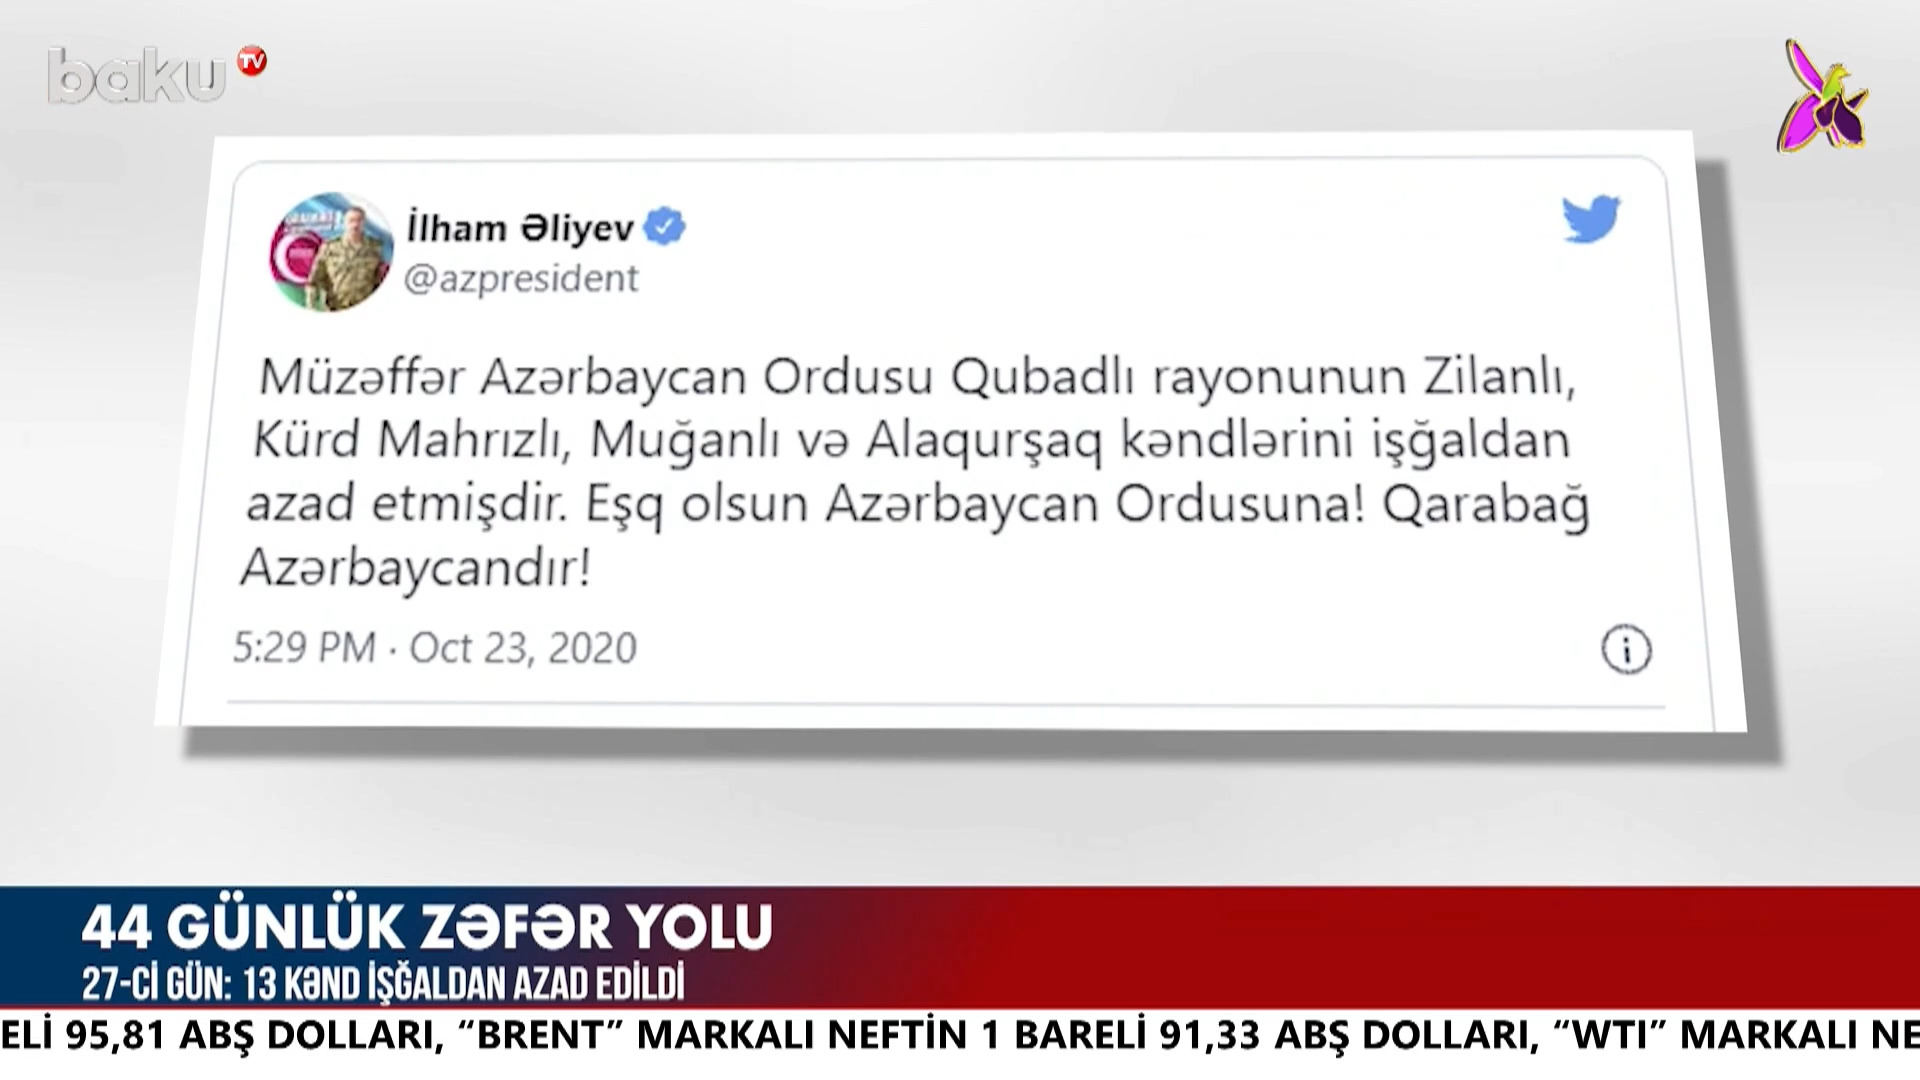 baku TV
İlham Əliyev
@azpresident
Müzəffər Azərbaycan Ordusu Qubadlı rayonunun Zilanlı,
Kürd Mahrızlı, Muğanlı və Alaqurşaq kəndlərini işğaldan
azad etmişdir. Eşq olsun Azərbaycan Ordusuna! Qarabağ
Azərbaycandır!
5:29 PM · Oct 23, 2020
44 GÜNLÜK ZƏFƏR YOLU
27-Cİ GÜN: 13 KƏND İŞĞALDAN AZAD EDİLDİ
ELİ 95,81 ABŞ DOLLARI, “BRENT” MARKALI NEFTİN 1 BARELİ 91,33 ABŞ DOLLARI, “WTI” MARKALI NE